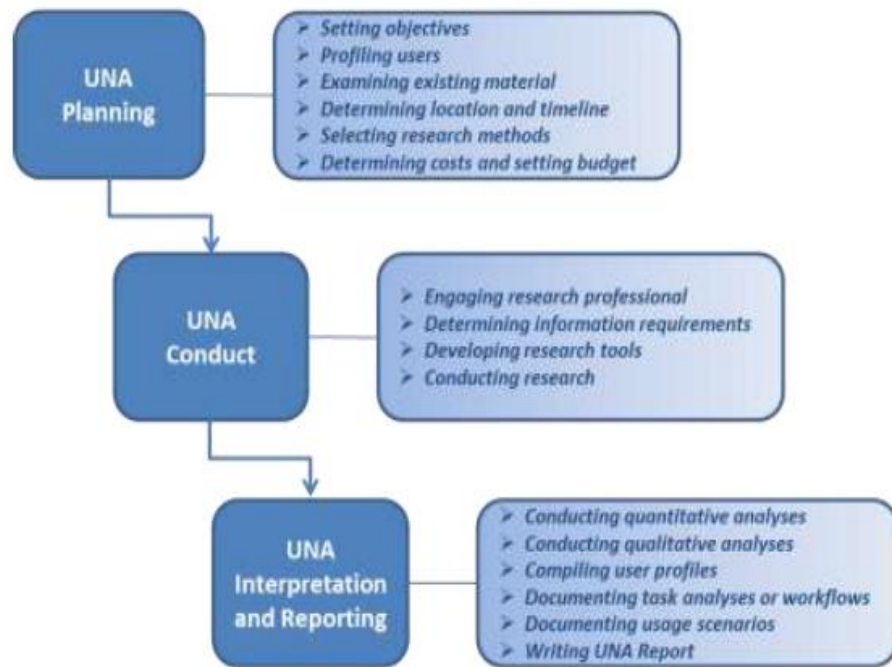 UNA
Planning
➢ Setting objectives
➢ Profiling users
➢ Examining existing material
➢ Determining location and timeline
➢ Selecting research methods
➢ Determining costs and setting budget
UNA
Conduct
➢ Engaging research professional
➢ Determining information requirements
➢ Developing research tools
➢ Conducting research
UNA
Interpretation
and Reporting
➢ Conducting quantitative analyses
➢ Conducting qualitative analyses
➢ Compiling user profiles
➢ Documenting task analyses or workflows
➢ Documenting usage scenarios
➢ Writing UNA Report